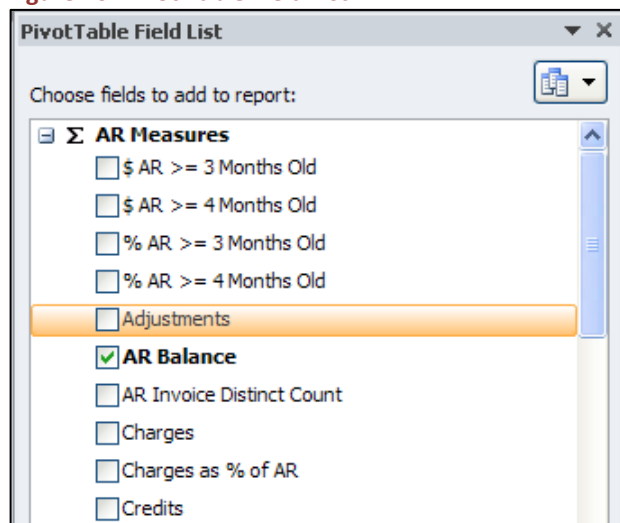 PivotTable Field List
Choose fields to add to report:
Σ AR Measures
$ AR >= 3 Months Old
$ AR >= 4 Months Old
% AR >= 3 Months Old
% AR >= 4 Months Old
Adjustments
AR Balance
AR Invoice Distinct Count
Charges
Charges as % of AR
Credits